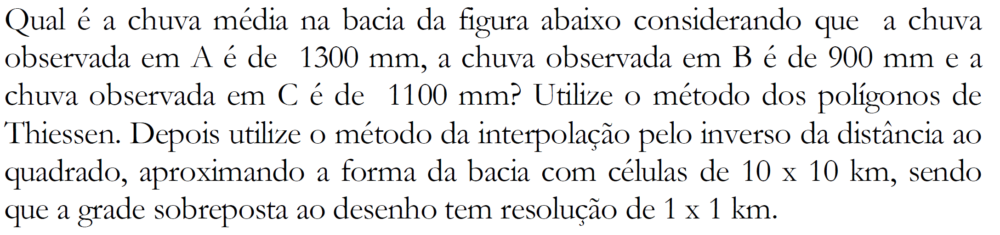 Qual é a chuva média na bacia da figura abaixo considerando que a chuva
observada em A é de 1300 mm, a chuva observada em B é de 900 mm e a
chuva observada em C é de 1100 mm? Utilize o método dos polígonos de
Thiessen. Depois utilize o método da interpolação pelo inverso da distância ao
quadrado, aproximando a forma da bacia com células de 10 x 10 km, sendo
que a grade sobreposta ao desenho tem resolução de 1 x 1 km.